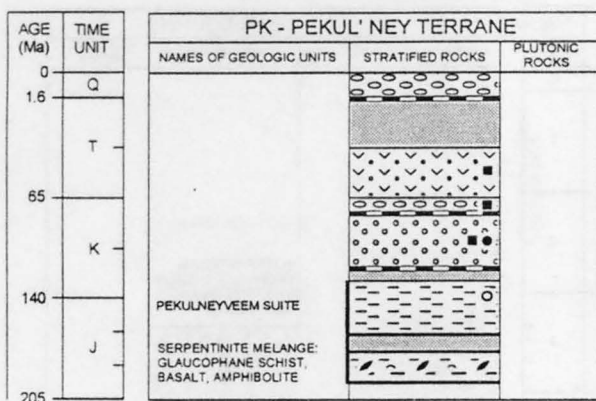 AGE
(Ma)
TIME
UNIT
PK - PEKUL' NEY TERRANE
NAMES OF GEOLOGIC UNITS
STRATIFIED ROCKS
PLUTONIC
ROCKS
0
Q
1.6
T
65
K
140
PEKULNEYVEEM SUITE
J
SERPENTINITE MELANGE:
GLAUCOPHANE SCHIST,
BASALT, AMPHIBOLITE
205